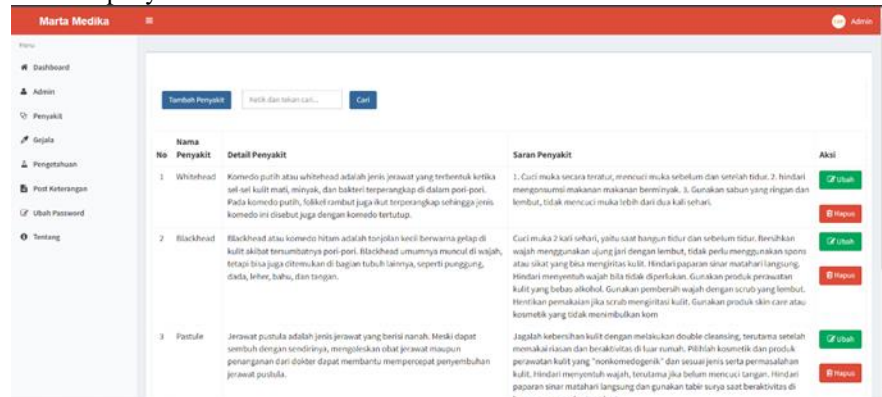 Marta Medika
Admin
Menu
Dashboard
Admin
Penyakit
Gejala
Pengetahuan
Post Keterangan
Ubah Password
Tentang
Tambah Penyakit
Ketik dan tekan cari...
Cari
No Nama Penyakit Detail Penyakit Saran Penyakit Aksi
1 Whitehead
Komedo putih atau whitehead adalah jenis jerawat yang terbentuk ketika
sel-sel kulit mati, minyak, dan bakteri terperangkap di dalam pori-pori.
Pada komedo putih, folikel rambut juga ikut terperangkap sehingga jenis
komedo ini disebut juga dengan komedo tertutup.
1. Cuci muka secara teratur, mencuci muka sebelum dan setelah tidur. 2. hindari
mengonsumsi makanan makanan berminyak. 3. Gunakan sabun yang ringan dan
lembut, tidak mencuci muka lebih dari dua kali sehari.
Ubah
Hapus
2 Blackhead
Blackhead atau komedo hitam adalah tonjolan kecil berwarna gelap di
kulit akibat tersumbatnya pori-pori. Blackhead umumnya muncul di wajah,
tetapi bisa juga ditemukan di bagian tubuh lainnya, seperti punggung,
dada, leher, bahu, dan tangan.
Cuci muka 2 kali sehari, yaitu saat bangun tidur dan sebelum tidur. Bersihkan
wajah menggunakan ujung jari dengan lembut, tidak perlu menggunakan spons
atau sikat yang bisa mengiritas kulit. Hindari paparan sinar matahari langsung.
Hindari menyentuh wajah bila tidak diperlukan. Gunakan produk perawatan
kulit yang bebas alkohol. Gunakan pembersih wajah dengan scrub yang lembut.
Hentikan pemakaian jika scrub mengiritasi kulit. Gunakan produk skin care atau
kosmetik yang tidak menimbulkan kom
Ubah
Hapus
3 Pastule
Jerawat pustula adalah jenis jerawat yang berisi nanah. Meski dapat
sembuh dengan sendirinya, mengoleskan obat jerawat maupun
penanganan dari dokter dapat membantu mempercepat penyembuhan
jerawat pustula.
Jagalah kebersihan kulit dengan melakukan double cleansing, terutama setelah
memakai riasan dan beraktivitas di luar rumah. Pilihlah kosmetik dan produk
perawatan kulit yang "nonkomedogenik" dan sesuai jenis serta permasalahan
kulit. Hindari menyentuh wajah, terutama jika belum mencuci tangan. Hindari
paparan sinar matahari langsung dan gunakan tabir surya saat beraktivitas di
Ubah
Hapus